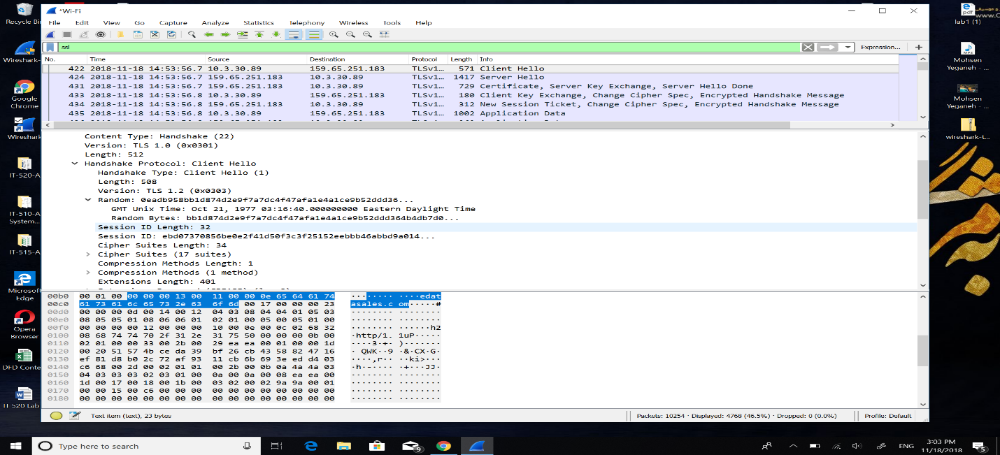 *Wi-Fi
File Edit View Go Capture Analyze Statistics Telephony Wireless Tools Help
ssl
Expression... +
No. Time Source Destination Protocol Length Info
422 2018-11-18 14:53:56.7 10.3.30.89 159.65.251.183 TLSv1... 571 Client Hello
424 2018-11-18 14:53:56.7 159.65.251.183 10.3.30.89 TLSv1... 1417 Server Hello
431 2018-11-18 14:53:56.7 159.65.251.183 10.3.30.89 TLSv1... 729 Certificate, Server Key Exchange, Server Hello Done
433 2018-11-18 14:53:56.8 10.3.30.89 159.65.251.183 TLSv1... 180 Client Key Exchange, Change Cipher Spec, Encrypted Handshake Message
434 2018-11-18 14:53:56.8 159.65.251.183 10.3.30.89 TLSv1... 312 New Session Ticket, Change Cipher Spec, Encrypted Handshake Message
435 2018-11-18 14:53:56.8 10.3.30.89 159.65.251.183 TLSv1... 1002 Application Data
Content Type: Handshake (22)
Version: TLS 1.0 (0x0301)
Length: 512
Handshake Protocol: Client Hello
Handshake Type: Client Hello (1)
Length: 508
Version: TLS 1.2 (0x0303)
Random: 0eadb958bb1d874d2e9f7a7dc4f47afa1e4a1ce9b52ddd36...
GMT Unix Time: Oct 21, 1977 03:16:40.000000000 Eastern Daylight Time
Random Bytes: bb1d874d2e9f7a7dc4f47afa1e4a1ce9b52ddd364b4db7d0...
Session ID Length: 32
Session ID: ebd07370856be0e2f41d50f3c3f25152eebbb46abbd9a014...
Cipher Suites Length: 34
Cipher Suites (17 suites)
Compression Methods Length: 1
Compression Methods (1 method)
Extensions Length: 401
00b0 00 01 00 00 00 00 13 00 11 00 00 0e 65 64 61 74 ············edat
00c0 61 73 61 6c 65 73 2e 63 6f 6d 00 17 00 00 00 23 asales.c om·····#
00d0 00 00 00 0d 00 14 00 12 04 03 08 04 04 01 05 03 ········ ········
00e0 08 05 05 01 08 06 06 01 02 01 00 05 00 05 01 00 ········ ········
00f0 00 00 00 00 12 00 00 00 10 00 0e 00 0c 02 68 32 ········ ······h2
0100 08 68 74 74 70 2f 31 2e 31 75 50 00 00 00 0b 00 ·http/1. 1uP·····
0110 02 01 00 00 33 00 2b 00 29 ea ea 00 01 00 00 1d ····3·+· )·······
0120 00 20 51 57 4b ce da 39 bf 26 cb 43 58 82 47 16 · QWK··9 ·&·CX·G·
0130 ef 81 d8 b0 2c 72 af 93 11 cb 6b 69 3e ed d4 03 ····,r·· ··ki>···
0140 c6 68 00 2d 00 02 01 01 00 2b 00 0b 0a 4a 4a 03 ·h·-···· ·+···JJ·
0150 04 03 03 03 02 03 01 00 0a 00 0a 00 08 ea ea 00 ········ ········
0160 1d 00 17 00 18 00 1b 00 03 02 00 02 9a 9a 00 01 ········ ········
0170 00 00 15 00 c6 00 00 00 00 00 00 00 00 00 00 00 ········ ········
0180 00 00 00 00 00 00 00 00 00 00 00 00 00 00 00 00 ········ ········
Text item (text), 23 bytes
Packets: 10254 · Displayed: 4768 (46.5%) · Dropped: 0 (0.0%)
Profile: Default
Recycle Bi
Wireshark-
Google Chrome
Wireshark
IT-520-A
IT-510-A
System...
IT-515-A
Microsof
Edge
Opera
Browser
DFD Conte
IT 520 Lab
lab1 (1)
Mohsen
Yeganeh - ...
Mohsen
Yeganeh - ...
wireshark-t...
Type here to search
9
ENG
3:03 PM
11/18/2018
5